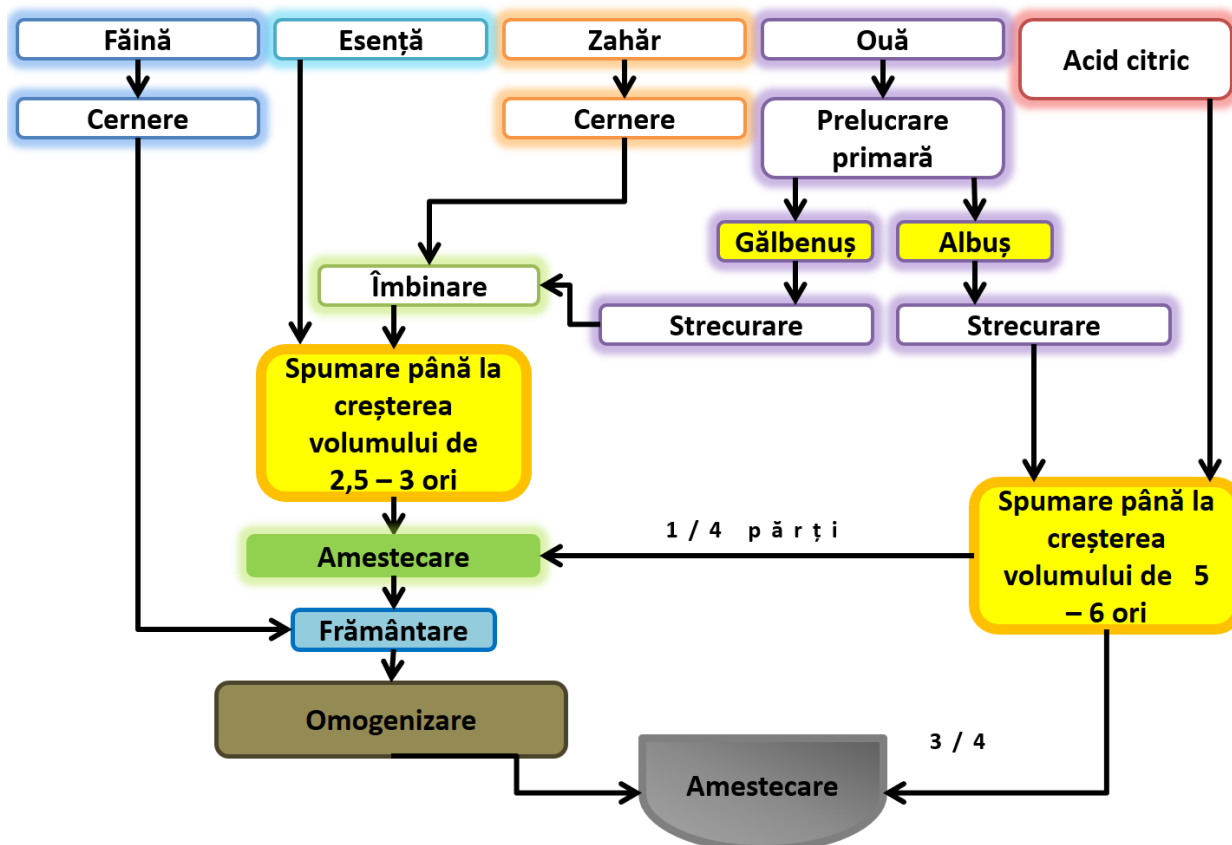 Făină
Esență
Zahăr
Ouă
Acid citric
Cernere
Cernere
Prelucrare
primară
Gălbenuș
Albuș
Îmbinare
Strecurare
Strecurare
Spumare până la
creșterea
volumului de
2,5 – 3 ori
Spumare până la
creșterea
volumului de 5
– 6 ori
1 / 4 părți
Amestecare
Frământare
Omogenizare
3 / 4
Amestecare